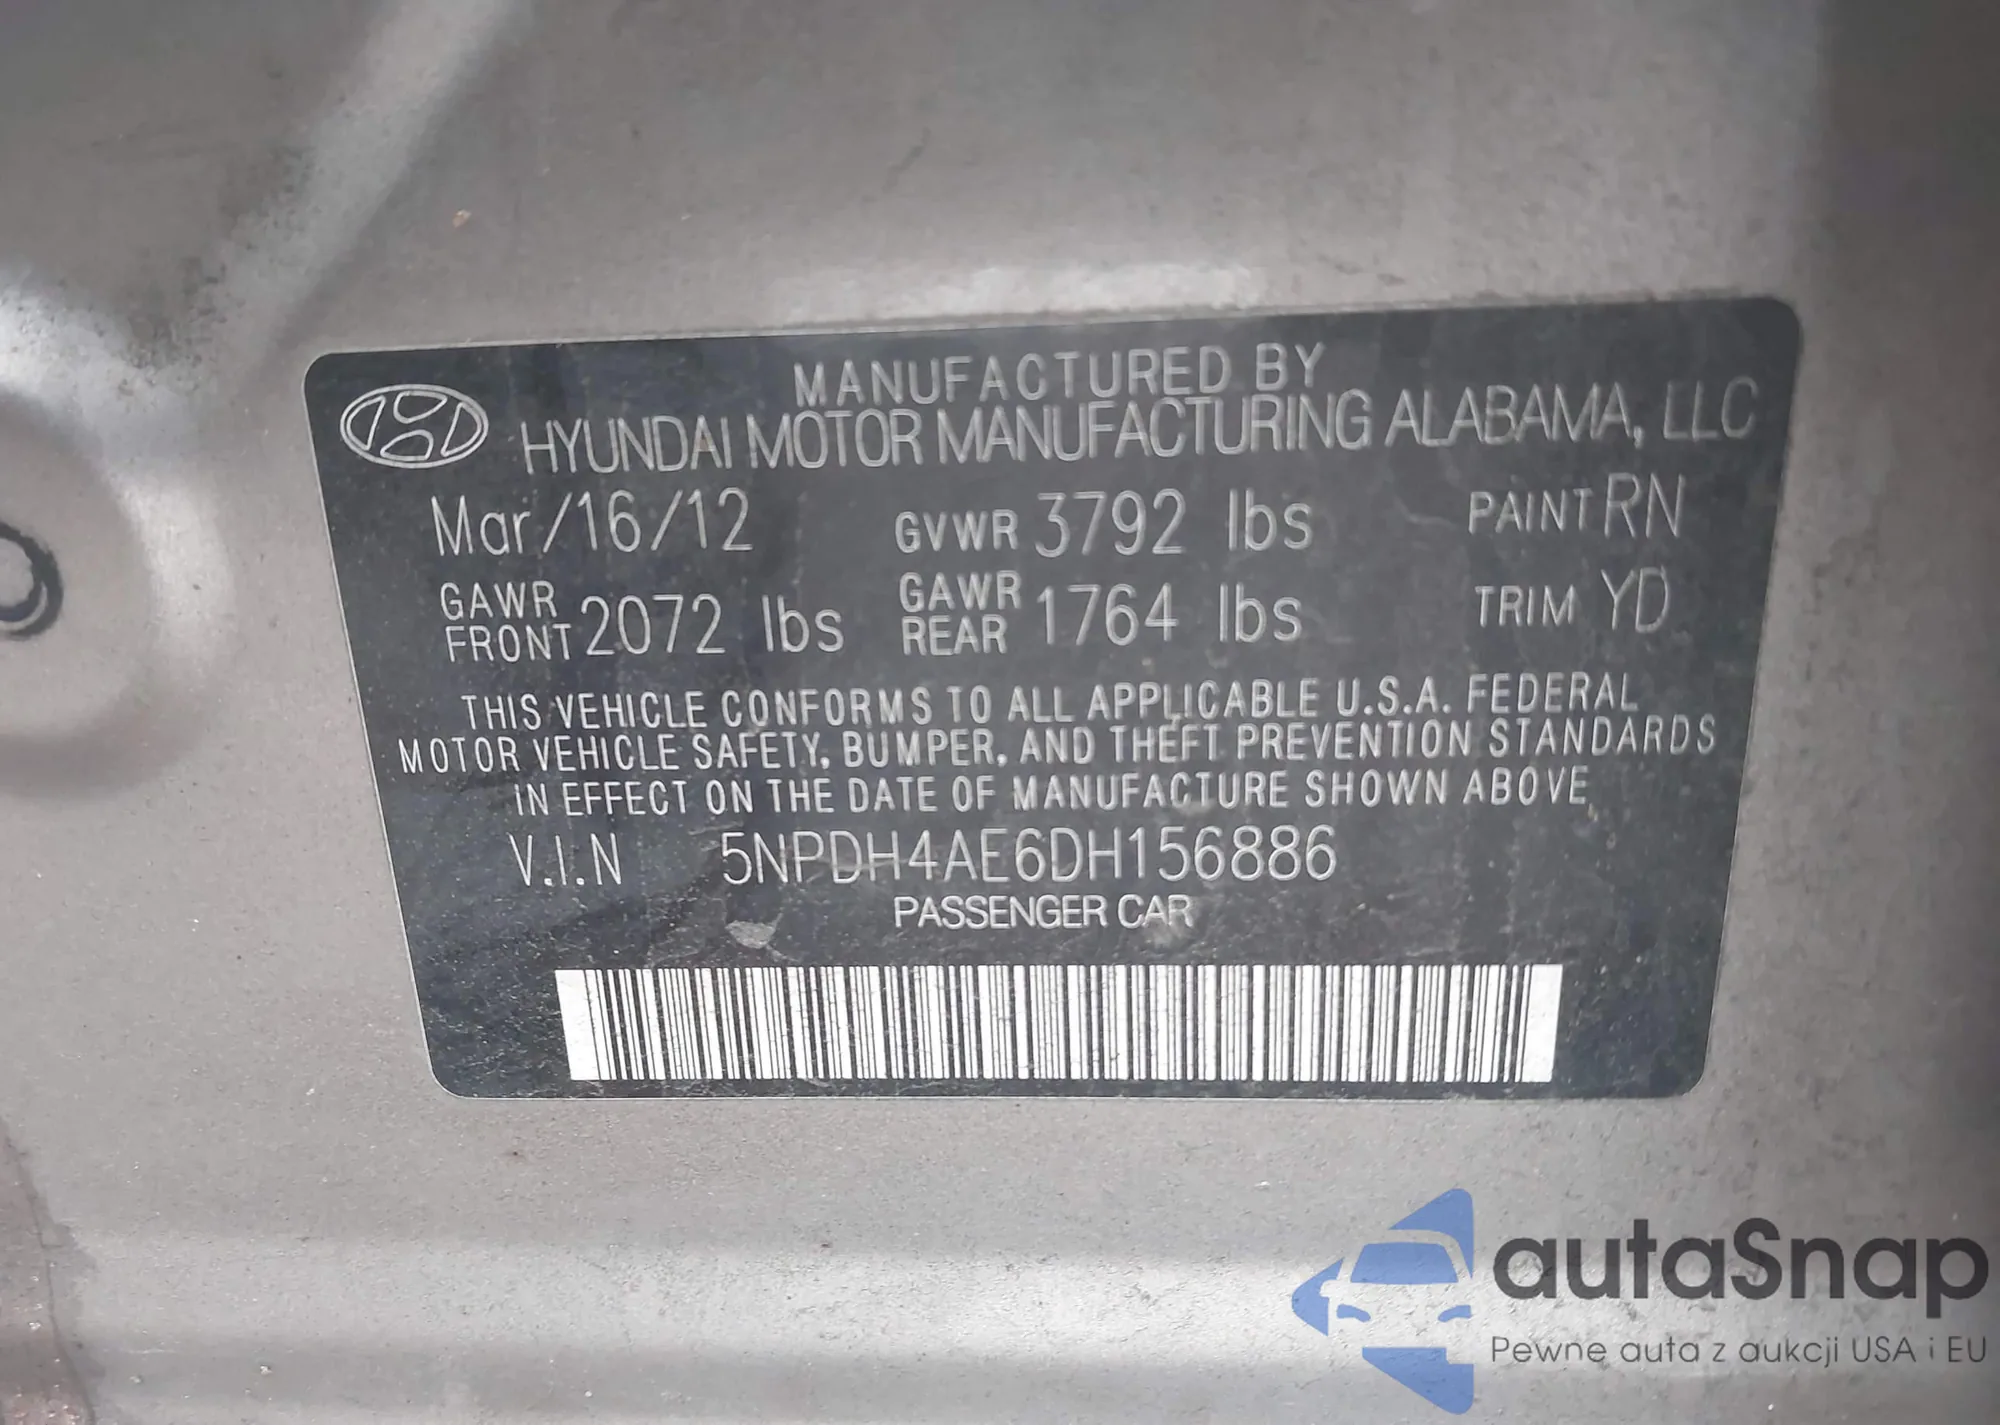 MANUFACTURED BY
HYUNDAI MOTOR MANUFACTURING ALABAMA, LLC
Mar/16/12 GVWR 3792 lbs PAINT RN
GAWR FRONT 2072 lbs GAWR REAR 1764 lbs TRIM YD
THIS VEHICLE CONFORMS TO ALL APPLICABLE U.S.A. FEDERAL
MOTOR VEHICLE SAFETY, BUMPER, AND THEFT PREVENTION STANDARDS
IN EFFECT ON THE DATE OF MANUFACTURE SHOWN ABOVE
V.I.N 5NPDH4AE6DH156886
PASSENGER CAR
autaSnap
Pewne auta z aukcji USA i EU